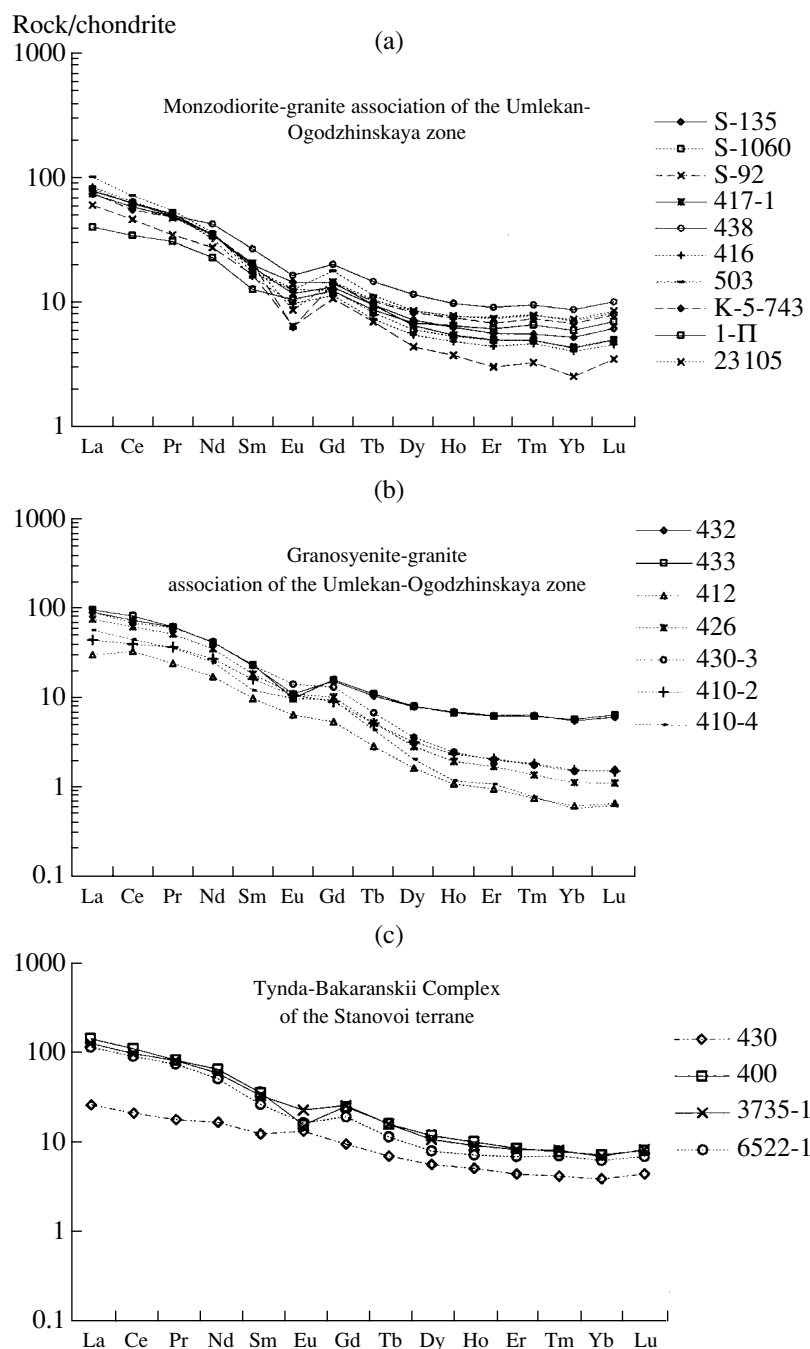 Rock/chondrite
(a)
1000
100
10
1
Monzodiorite-granite association of the Umlekan-
Ogodzhinskaya zone
S-135
S-1060
S-92
417-1
438
416
503
K-5-743
1-П
23105
La Ce Pr Nd Sm Eu Gd Tb Dy Ho Er Tm Yb Lu
(b)
1000
100
10
1
0.1
Granosyenite-granite
association of the Umlekan-Ogodzhinskaya zone
432
433
412
426
430-3
410-2
410-4
La Ce Pr Nd Sm Eu Gd Tb Dy Ho Er Tm Yb Lu
(c)
1000
100
10
1
0.1
Tynda-Bakaranskii Complex
of the Stanovoi terrane
430
400
3735-1
6522-1
La Ce Pr Nd Sm Eu Gd Tb Dy Ho Er Tm Yb Lu